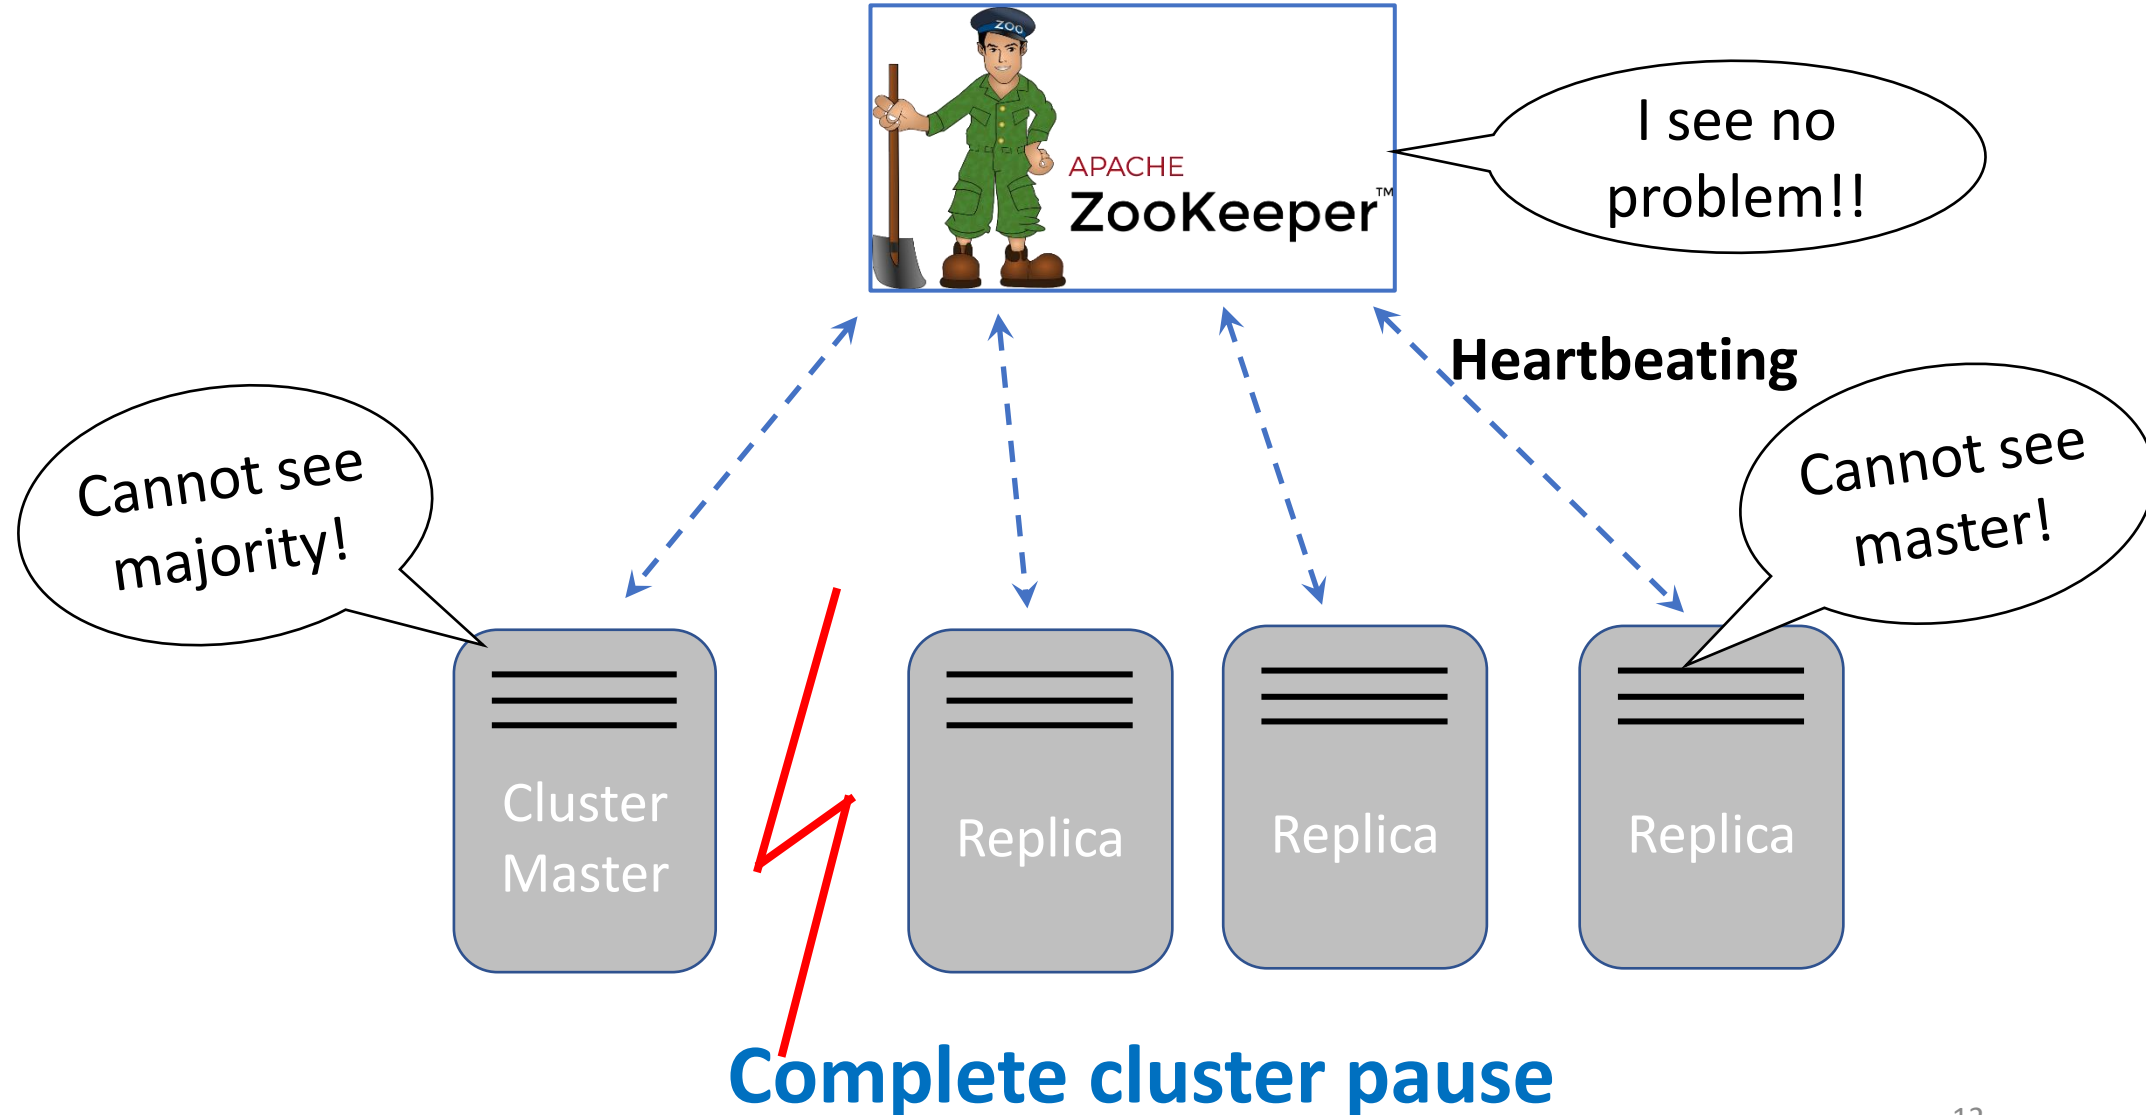 ZOO
APACHE
ZooKeeper™
I see no
problem!!
Heartbeating
Cannot see
majority!
Cannot see
master!
Cluster
Master
Replica
Replica
Replica
Complete cluster pause